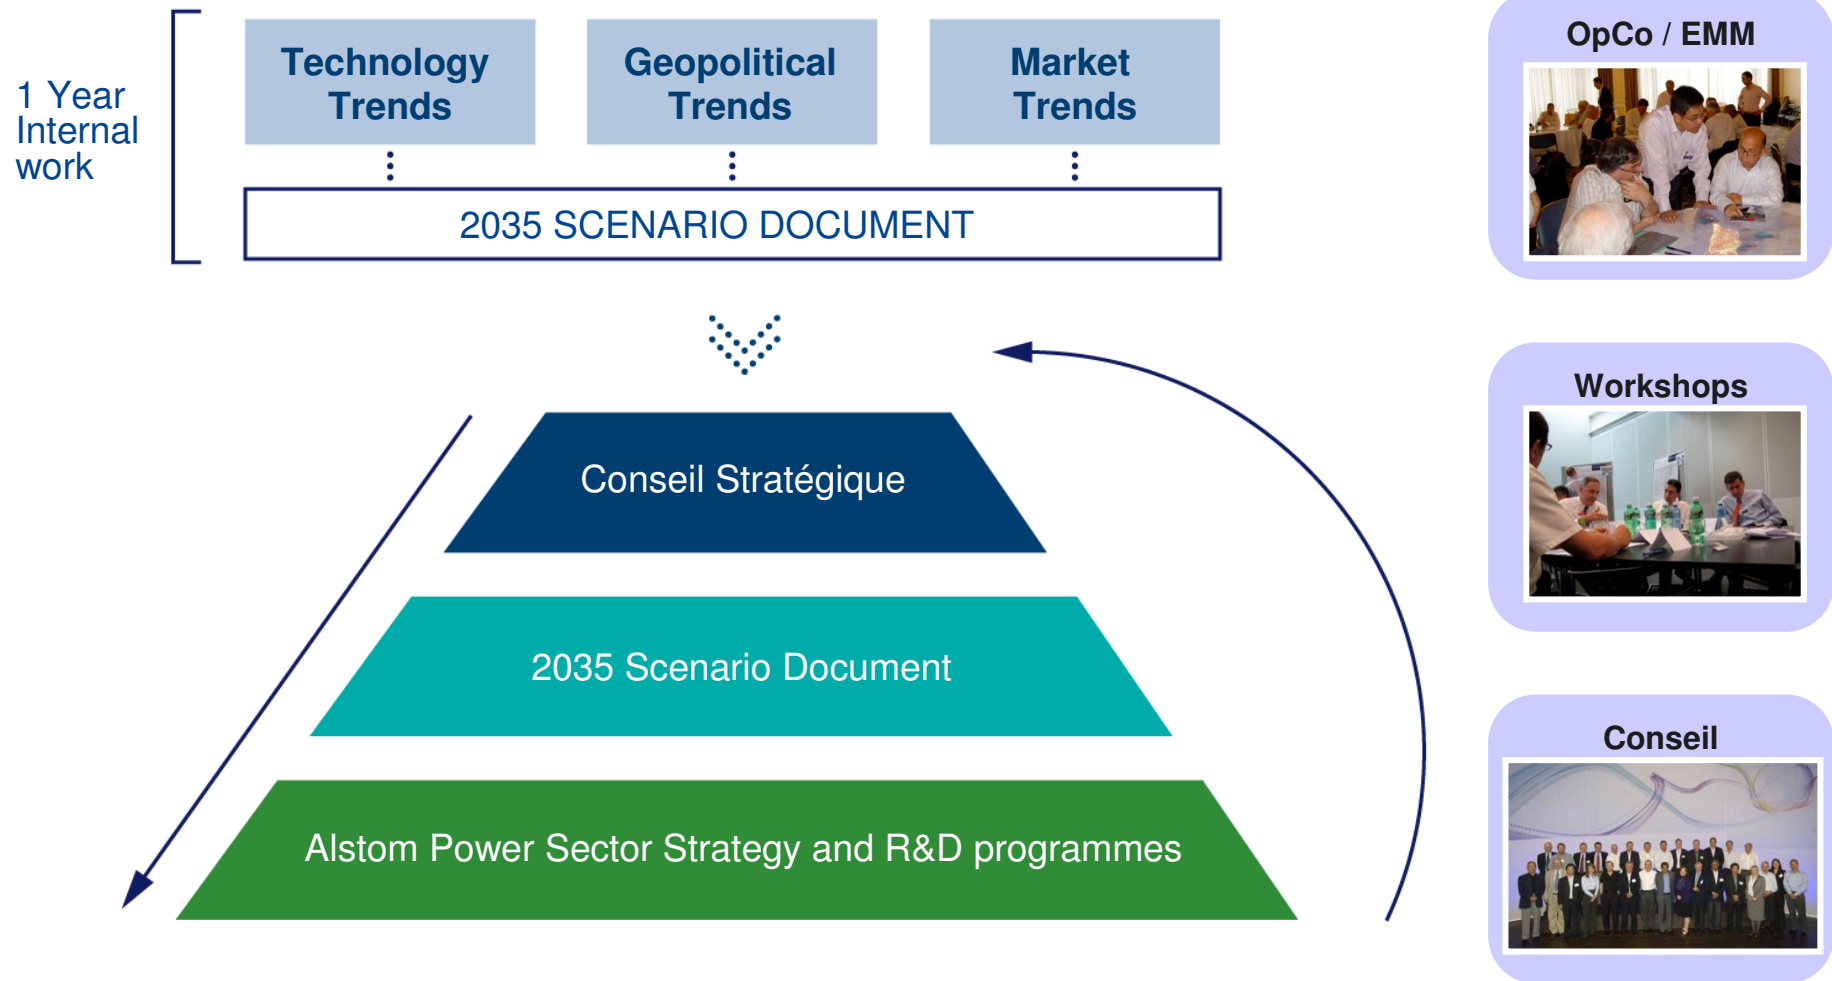 1 Year
Internal
work
Technology
Trends
Geopolitical
Trends
Market
Trends
2035 SCENARIO DOCUMENT
Conseil Stratégique
2035 Scenario Document
Alstom Power Sector Strategy and R&D programmes
OpCo / EMM
Workshops
Conseil